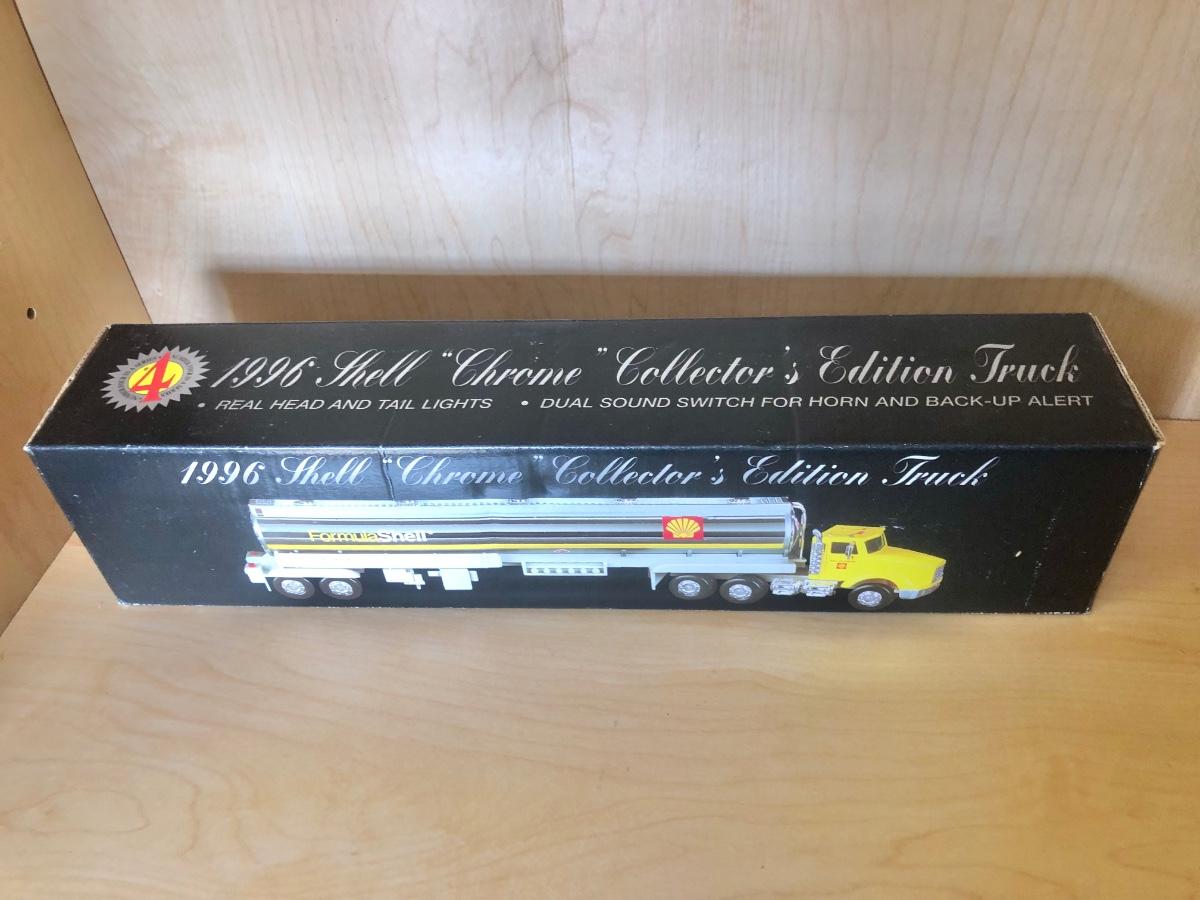 4
1996 Shell "Chrome" Collector's Edition Truck
• REAL HEAD AND TAIL LIGHTS • DUAL SOUND SWITCH FOR HORN AND BACK-UP ALERT
1996 Shell "Chrome" Collector's Edition Truck
FormulaShell